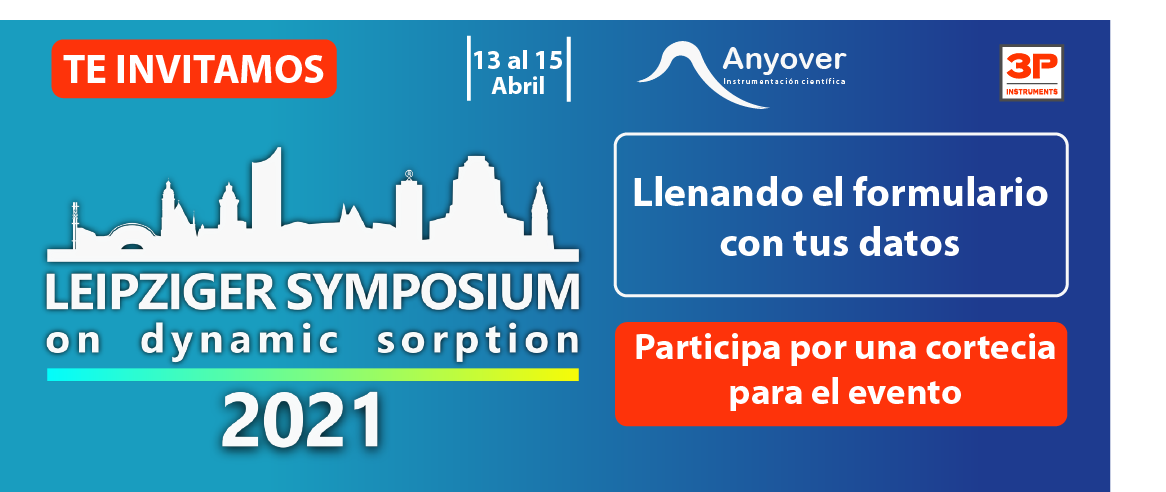 TE INVITAMOS
13 al 15
Abril
Anyover
Instrumentación científica
3P
INSTRUMENTS
LEIPZIGER SYMPOSIUM
on dynamic sorption
2021
Llenando el formulario
con tus datos
Participa por una cortecia
para el evento